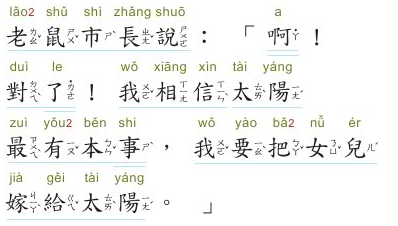 lǎo2 shǔ shì zhǎng shuō a
老鼠市長說：「啊！
duì le wǒ xiāng xìn tài yáng
對了！我相信太陽
zuì yǒu2 běn shi wǒ yào bǎ2 nǚ ér
最有本事，我要把女兒
jià gěi tài yáng
嫁給太陽。」